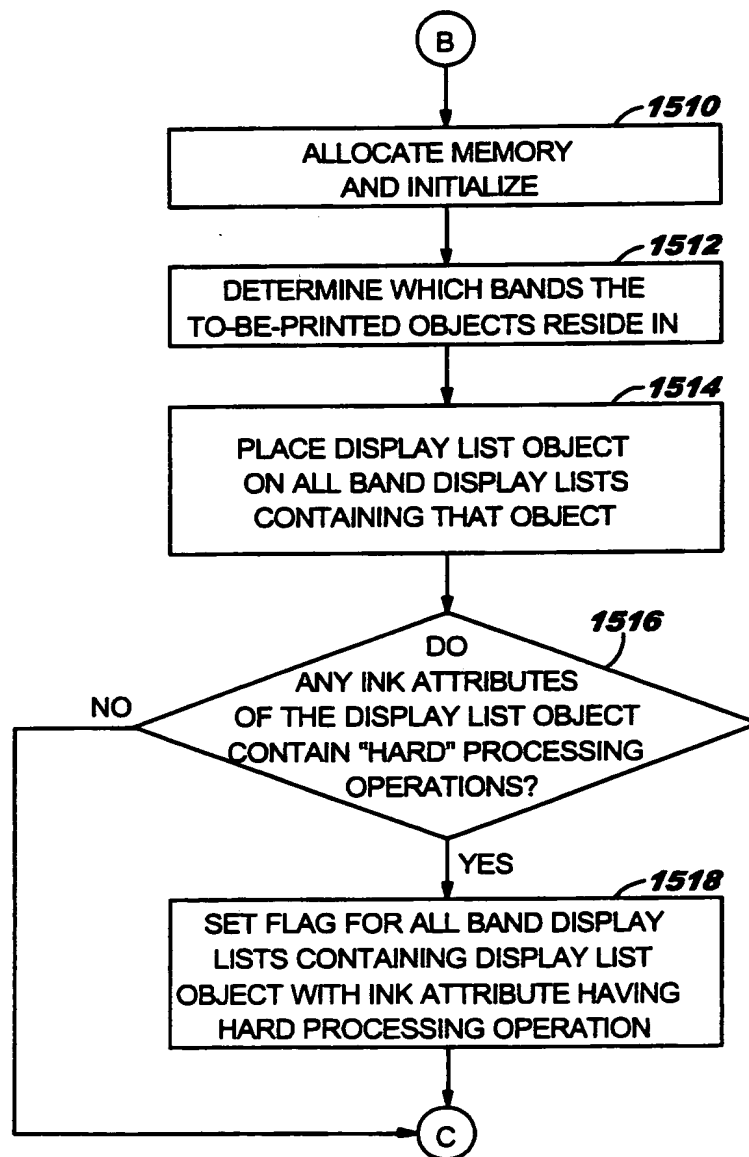 B
1510
ALLOCATE MEMORY
AND INITIALIZE
1512
DETERMINE WHICH BANDS THE
TO-BE-PRINTED OBJECTS RESIDE IN
1514
PLACE DISPLAY LIST OBJECT
ON ALL BAND DISPLAY LISTS
CONTAINING THAT OBJECT
1516
DO
ANY INK ATTRIBUTES
OF THE DISPLAY LIST OBJECT
CONTAIN "HARD" PROCESSING
OPERATIONS?
NO
YES
1518
SET FLAG FOR ALL BAND DISPLAY
LISTS CONTAINING DISPLAY LIST
OBJECT WITH INK ATTRIBUTE HAVING
HARD PROCESSING OPERATION
C